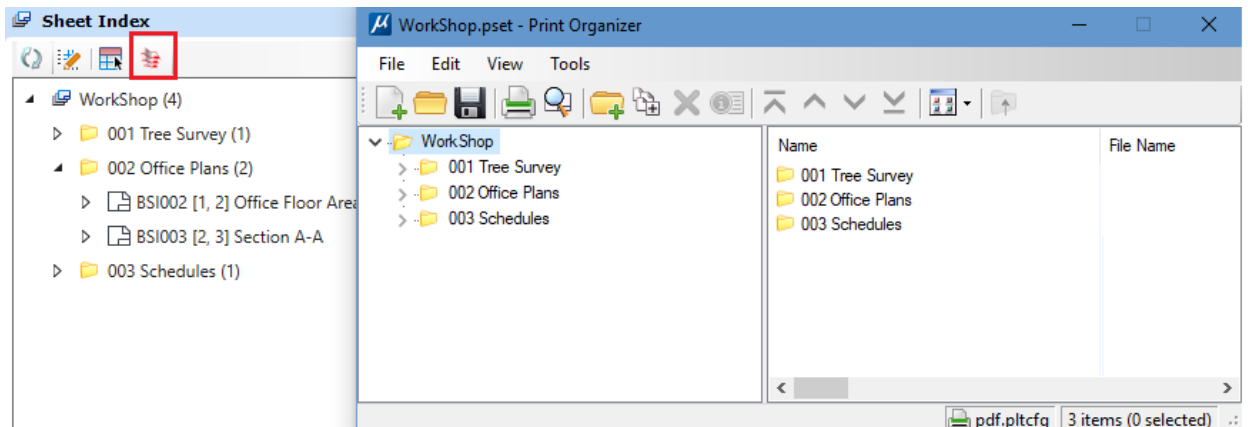 Sheet Index
WorkShop (4)
001 Tree Survey (1)
002 Office Plans (2)
BSI002 [1, 2] Office Floor Area
BSI003 [2, 3] Section A-A
003 Schedules (1)
WorkShop.pset - Print Organizer
File Edit View Tools
WorkShop
001 Tree Survey
002 Office Plans
003 Schedules
Name File Name
001 Tree Survey
002 Office Plans
003 Schedules
pdf.pltcfg 3 items (0 selected)